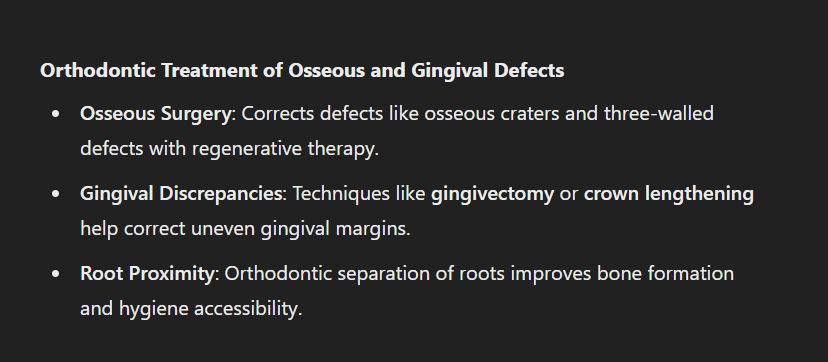 Orthodontic Treatment of Osseous and Gingival Defects
• Osseous Surgery: Corrects defects like osseous craters and three-walled
defects with regenerative therapy.
• Gingival Discrepancies: Techniques like gingivectomy or crown lengthening
help correct uneven gingival margins.
• Root Proximity: Orthodontic separation of roots improves bone formation
and hygiene accessibility.